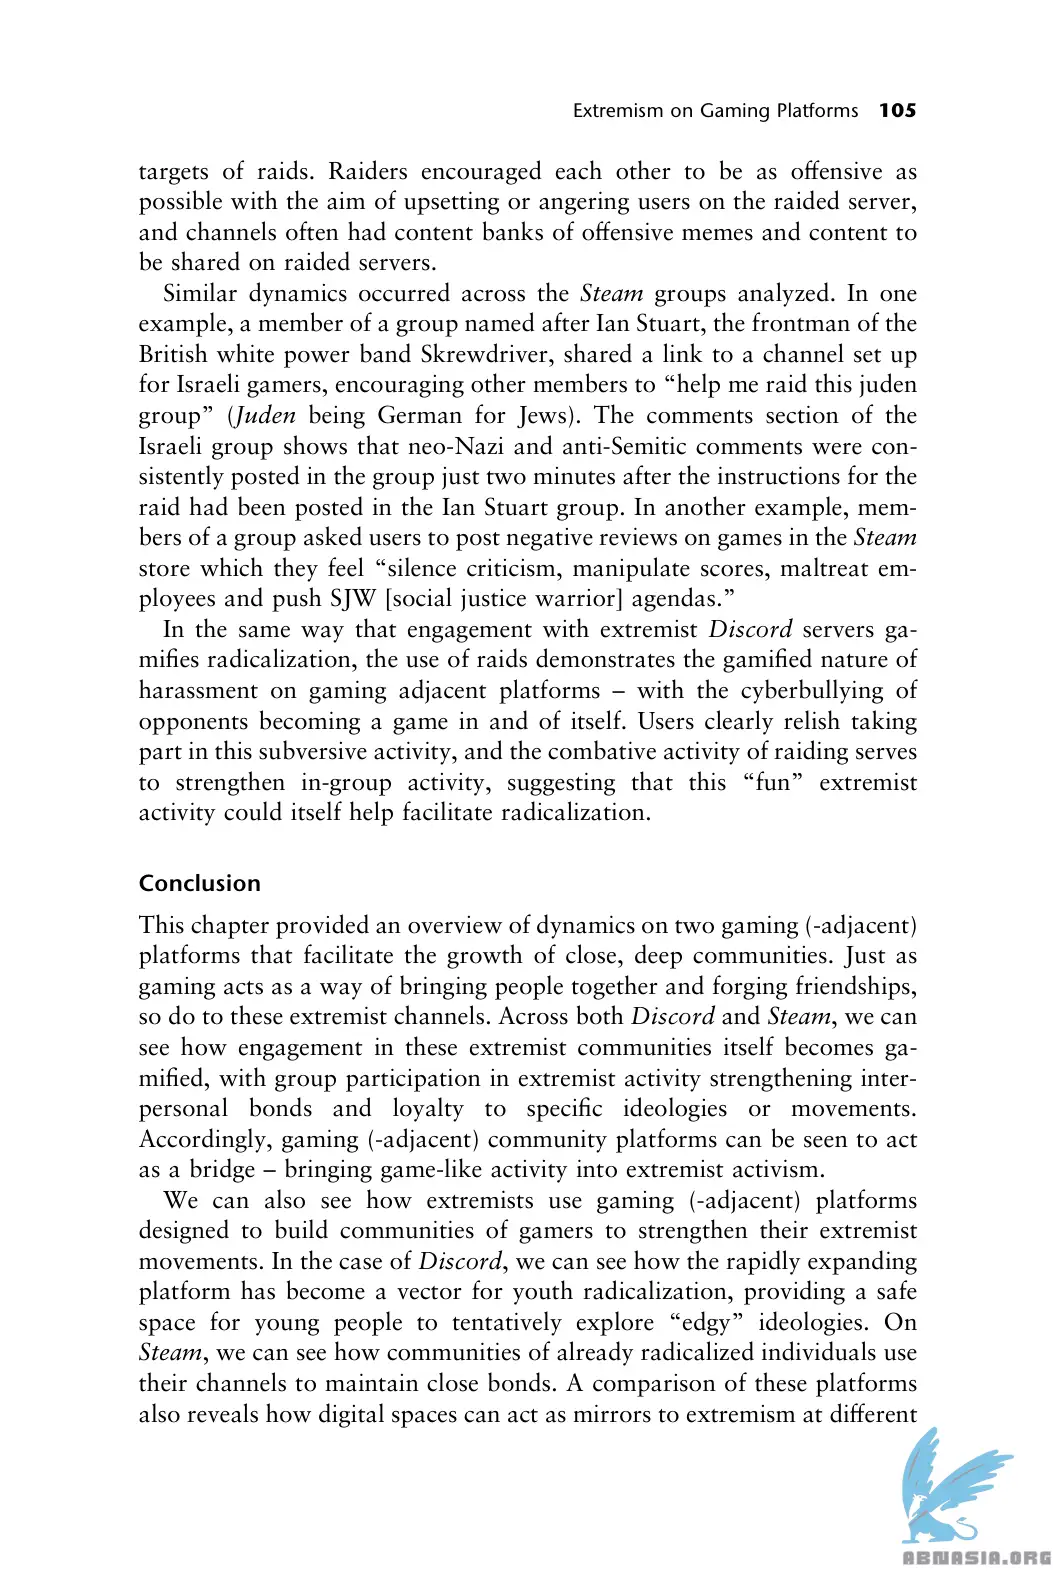 Extremism on Gaming Platforms 105
targets of raids. Raiders encouraged each other to be as offensive as
possible with the aim of upsetting or angering users on the raided server,
and channels often had content banks of offensive memes and content to
be shared on raided servers.
Similar dynamics occurred across the Steam groups analyzed. In one
example, a member of a group named after Ian Stuart, the frontman of the
British white power band Skrewdriver, shared a link to a channel set up
for Israeli gamers, encouraging other members to “help me raid this juden
group” (Juden being German for Jews). The comments section of the
Israeli group shows that neo-Nazi and anti-Semitic comments were con-
sistently posted in the group just two minutes after the instructions for the
raid had been posted in the Ian Stuart group. In another example, mem-
bers of a group asked users to post negative reviews on games in the Steam
store which they feel “silence criticism, manipulate scores, maltreat em-
ployees and push SJW [social justice warrior] agendas.”
In the same way that engagement with extremist Discord servers ga-
mifies radicalization, the use of raids demonstrates the gamified nature of
harassment on gaming adjacent platforms – with the cyberbullying of
opponents becoming a game in and of itself. Users clearly relish taking
part in this subversive activity, and the combative activity of raiding serves
to strengthen in-group activity, suggesting that this “fun” extremist
activity could itself help facilitate radicalization.
Conclusion
This chapter provided an overview of dynamics on two gaming (-adjacent)
platforms that facilitate the growth of close, deep communities. Just as
gaming acts as a way of bringing people together and forging friendships,
so do to these extremist channels. Across both Discord and Steam, we can
see how engagement in these extremist communities itself becomes ga-
mified, with group participation in extremist activity strengthening inter-
personal bonds and loyalty to specific ideologies or movements.
Accordingly, gaming (-adjacent) community platforms can be seen to act
as a bridge – bringing game-like activity into extremist activism.
We can also see how extremists use gaming (-adjacent) platforms
designed to build communities of gamers to strengthen their extremist
movements. In the case of Discord, we can see how the rapidly expanding
platform has become a vector for youth radicalization, providing a safe
space for young people to tentatively explore “edgy” ideologies. On
Steam, we can see how communities of already radicalized individuals use
their channels to maintain close bonds. A comparison of these platforms
also reveals how digital spaces can act as mirrors to extremism at different
ABNASIA.ORG